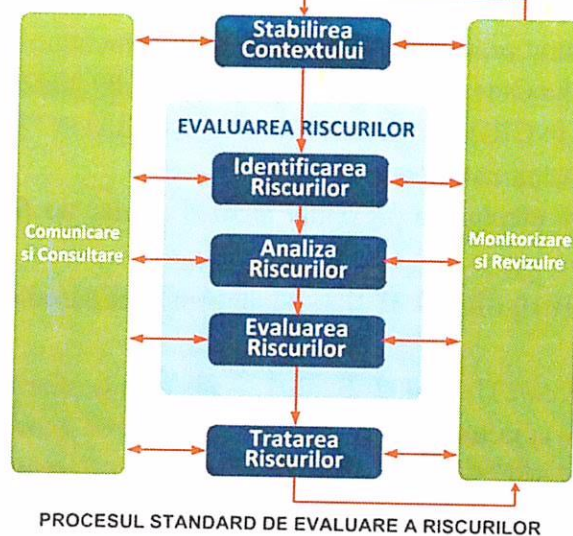 Stabilirea
Contextului
EVALUAREA RISCURILOR
Identificarea
Riscurilor
Comunicare
si Consultare
Analiza
Riscurilor
Monitorizare
si Revizuire
Evaluarea
Riscurilor
Tratarea
Riscurilor
PROCESUL STANDARD DE EVALUARE A RISCURILOR